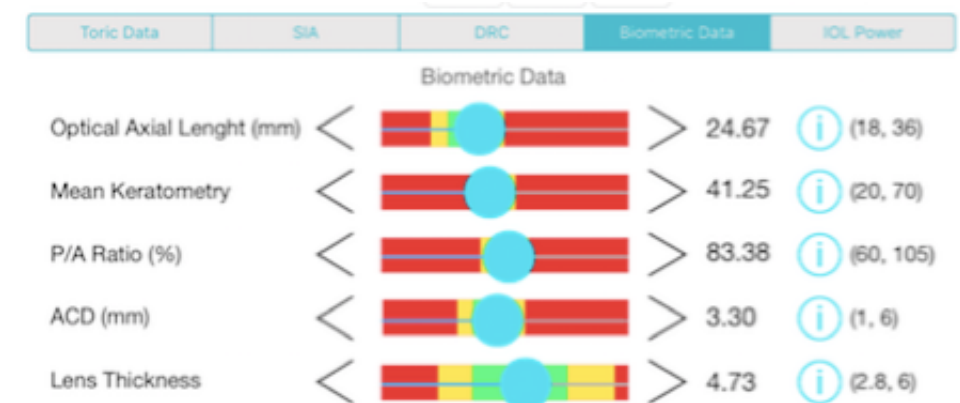 Toric Data SIA DRC Biometric Data IOL Power
Biometric Data
Optical Axial Lenght (mm) 24.67 i (18, 36)
Mean Keratometry 41.25 i (20, 70)
P/A Ratio (%) 83.38 i (60, 105)
ACD (mm) 3.30 i (1, 6)
Lens Thickness 4.73 i (2.8, 6)